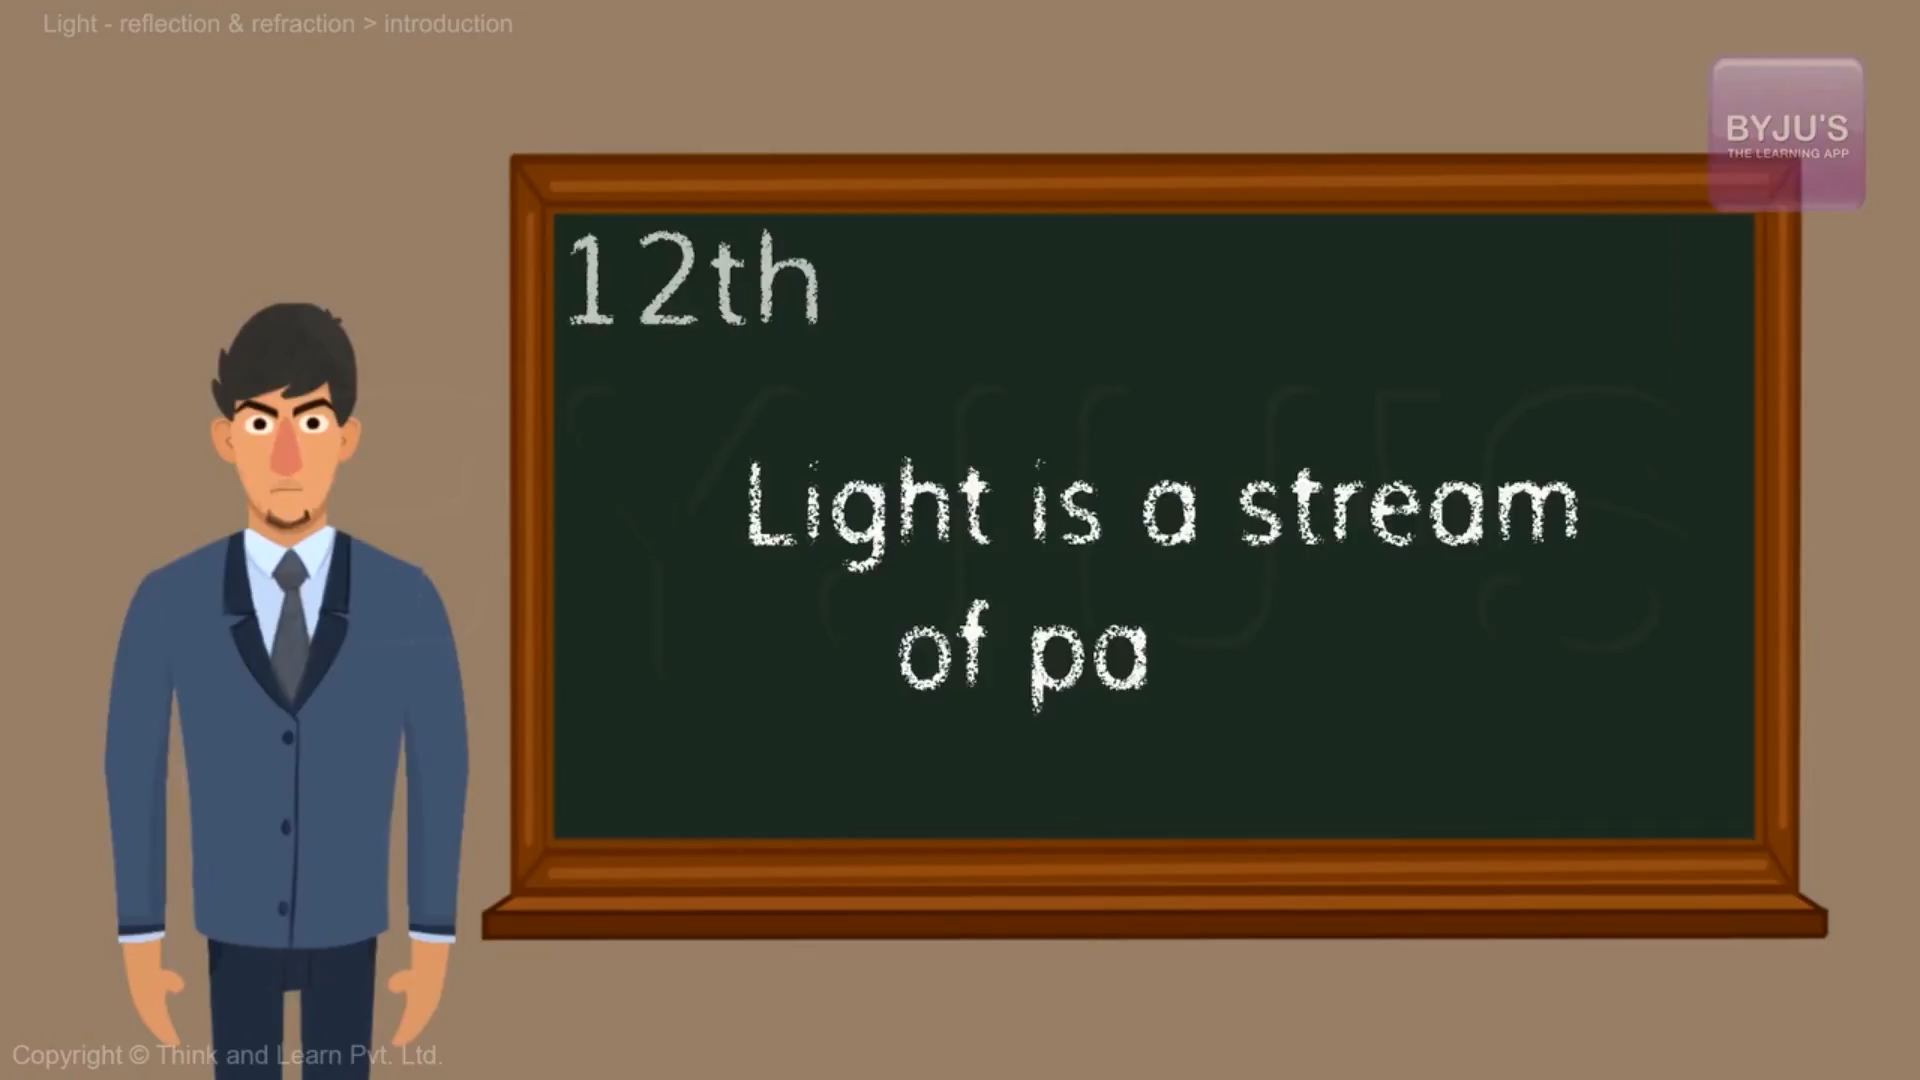 Light - reflection & refraction > introduction
BYJU'S
THE LEARNING APP
12th
Light is a stream
of pa
Copyright © Think and Learn Pvt. Ltd.